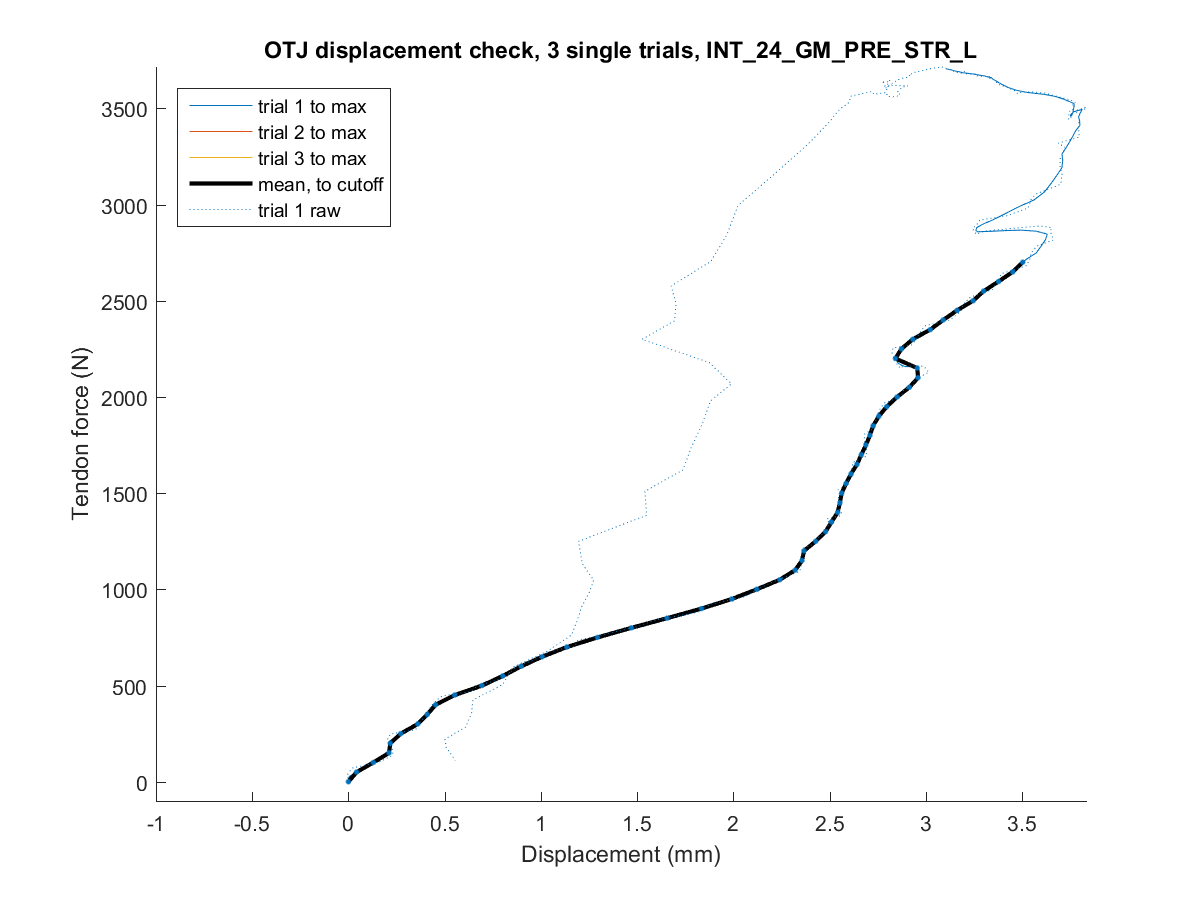 OTJ displacement check, 3 single trials, INT_24_GM_PRE_STR_L
trial 1 to max
trial 2 to max
trial 3 to max
mean, to cutoff
trial 1 raw
Tendon force (N)
3500
3000
2500
2000
1500
1000
500
0
-1 -0.5 0 0.5 1 1.5 2 2.5 3 3.5
Displacement (mm)